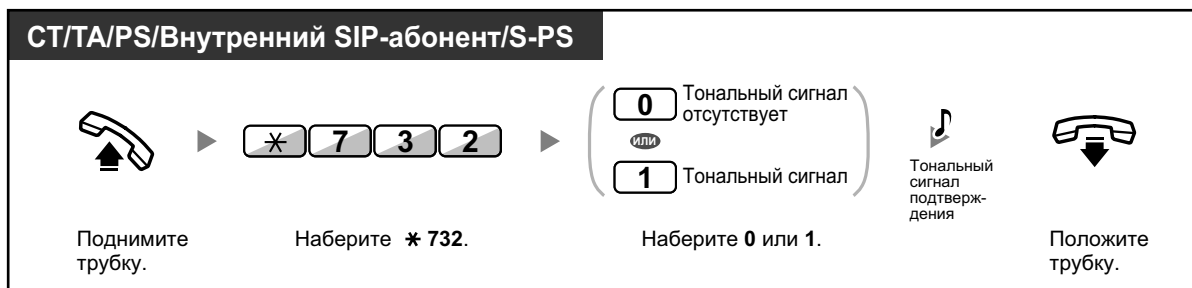 СТ/ТА/PS/Внутренний SIP-абонент/S-PS
0 Тональный сигнал
отсутствует
или
1 Тональный сигнал
* 7 3 2
Тональный
сигнал
подтверж-
дения
Поднимите
трубку.
Наберите * 732.
Наберите 0 или 1.
Положите
трубку.